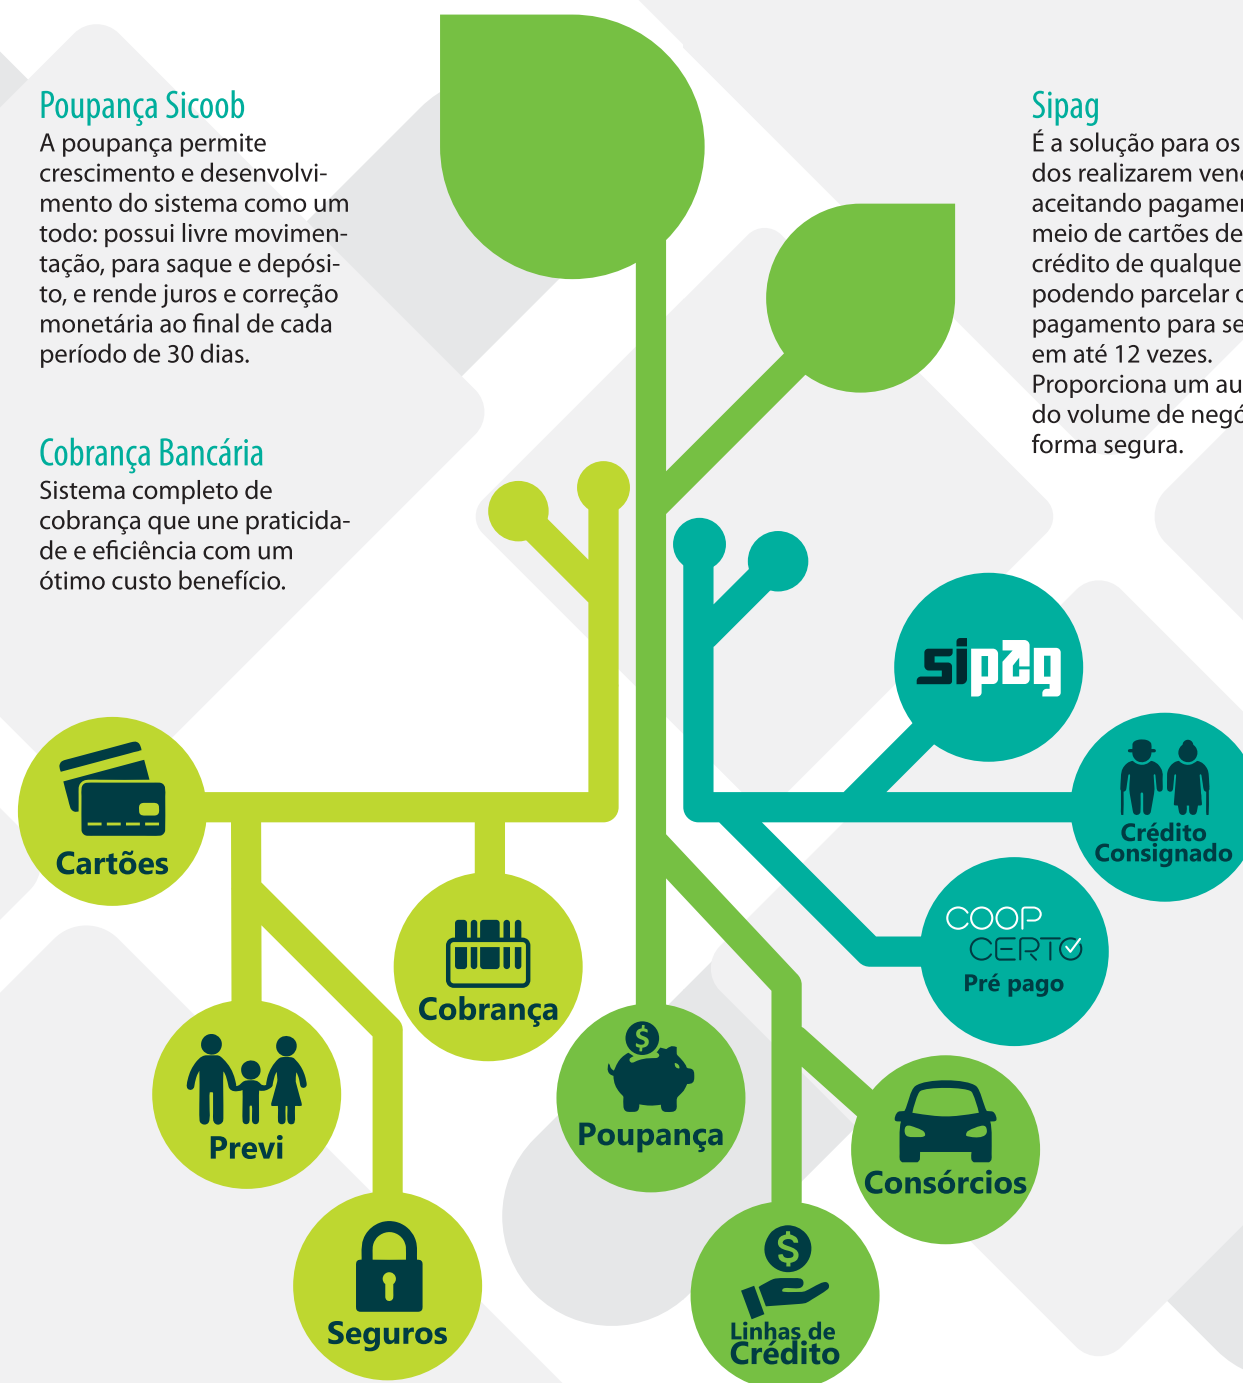 Poupança Sicoob
A poupança permite
crescimento e desenvolvi-
mento do sistema como um
todo: possui livre movimen-
tação, para saque e depósi-
to, e rende juros e correção
monetária ao final de cada
período de 30 dias.
Cobrança Bancária
Sistema completo de
cobrança que une praticida-
de e eficiência com um
ótimo custo benefício.
Sipag
É a solução para os
dos realizarem
aceitando
meio de cartões de
crédito de
podendo parcelar
pagamento para
em até 12 vezes.
Proporciona um
do volume de
forma segura.
sipag
Crédito
Consignado
Cartões
COOP
CERTO
Pré pago
Cobrança
Previ
Poupança
Consórcios
Seguros
Linhas de
Crédito